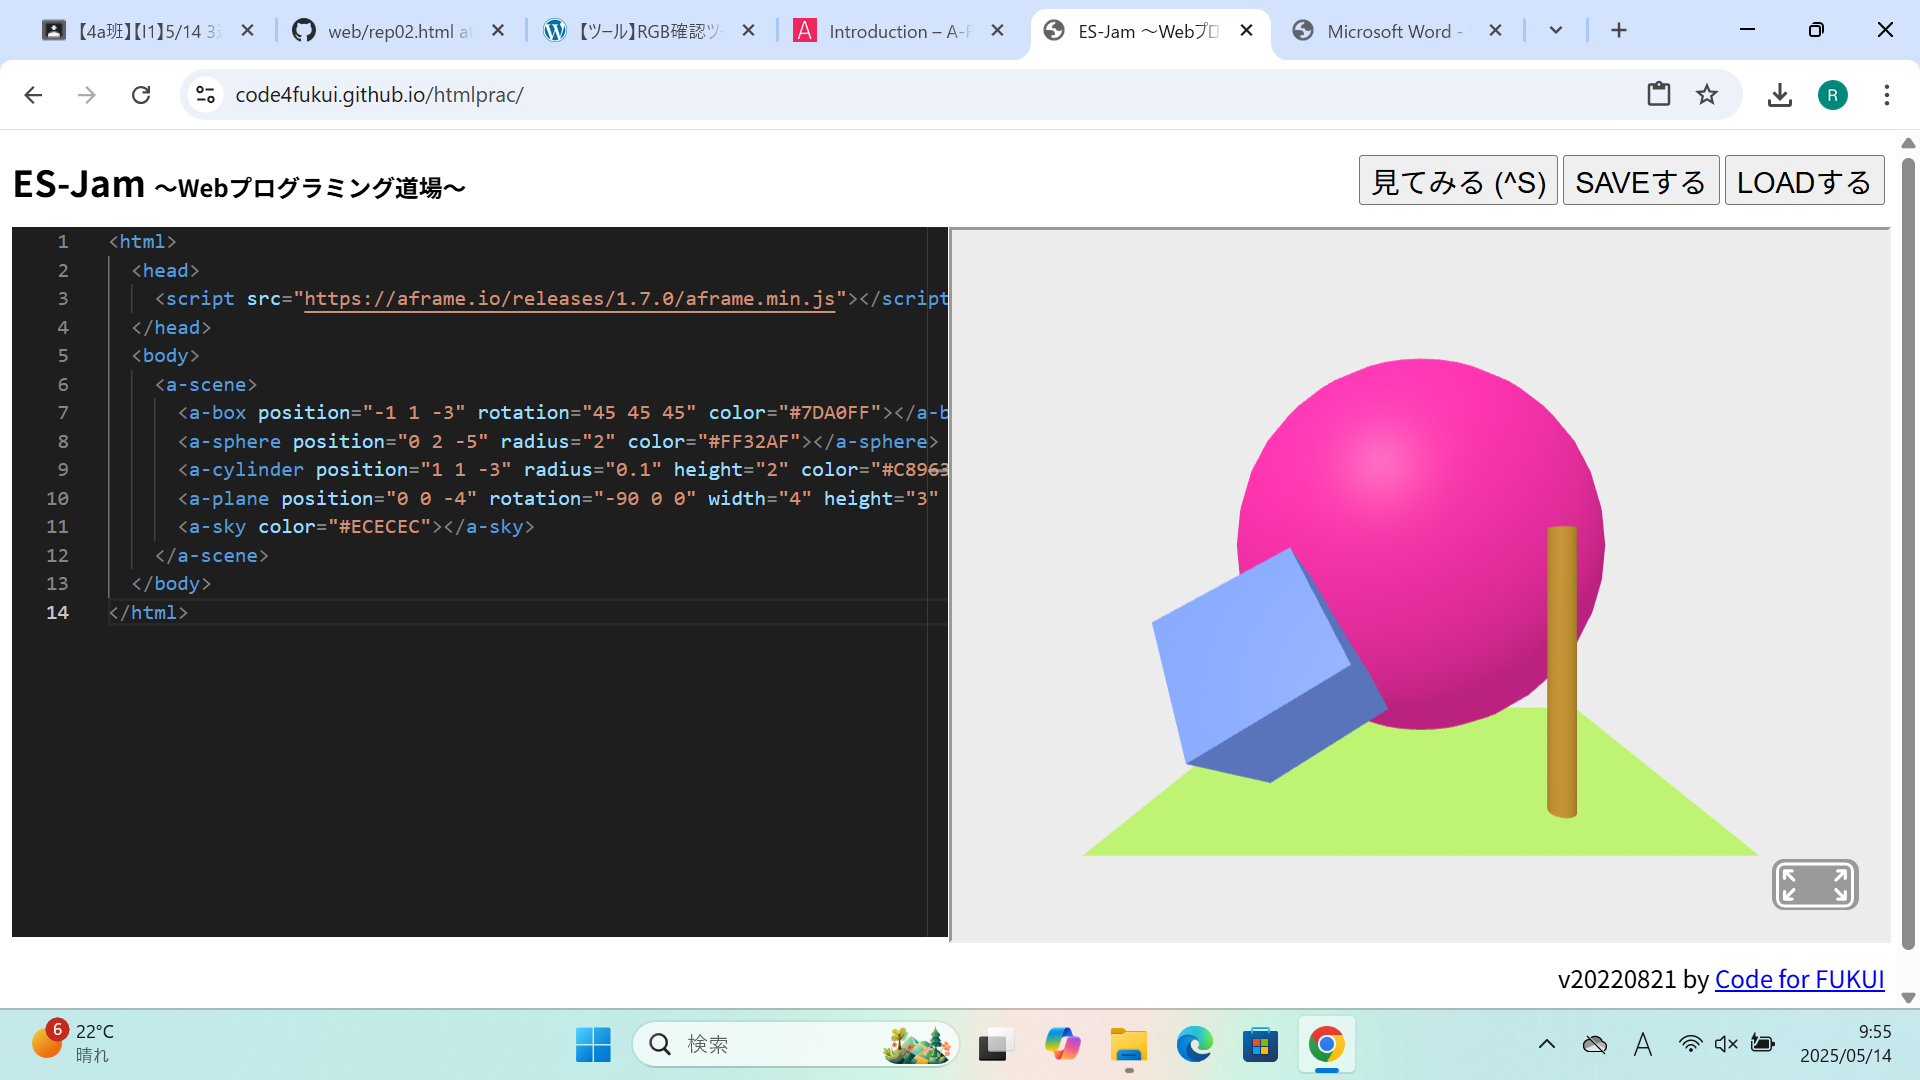 【4a班】【I1】5/14 3
web/rep02.html at
【ツール】RGB確認ツ
Introduction – A-F
ES-Jam ～Webプロ
Microsoft Word -
code4fukui.github.io/htmlprac/
R
ES-Jam ～Webプログラミング道場～
見てみる (^S)
SAVEする
LOADする
1 <html>
2 <head>
3 <script src="https://aframe.io/releases/1.7.0/aframe.min.js"></script
4 </head>
5 <body>
6 <a-scene>
7 <a-box position="-1 1 -3" rotation="45 45 45" color="#7DA0FF"></a-b
8 <a-sphere position="0 2 -5" radius="2" color="#FF32AF"></a-sphere>
9 <a-cylinder position="1 1 -3" radius="0.1" height="2" color="#C8963
10 <a-plane position="0 0 -4" rotation="-90 0 0" width="4" height="3"
11 <a-sky color="#ECECEC"></a-sky>
12 </a-scene>
13 </body>
14 </html>
v20220821 by Code for FUKUI
6
22°C
晴れ
検索
A
9:55
2025/05/14